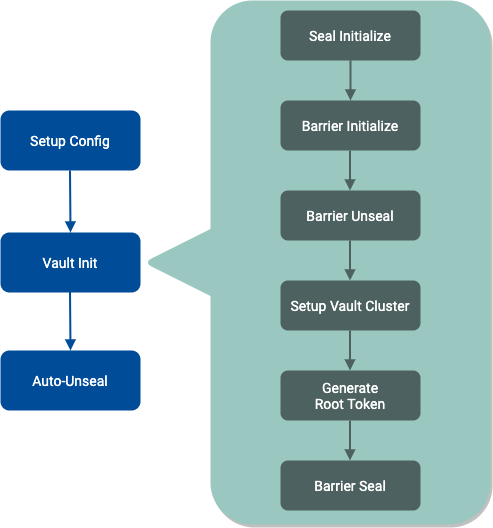 Setup Config
Vault Init
Auto-Unseal
Seal Initialize
Barrier Initialize
Barrier Unseal
Setup Vault Cluster
Generate
Root Token
Barrier Seal